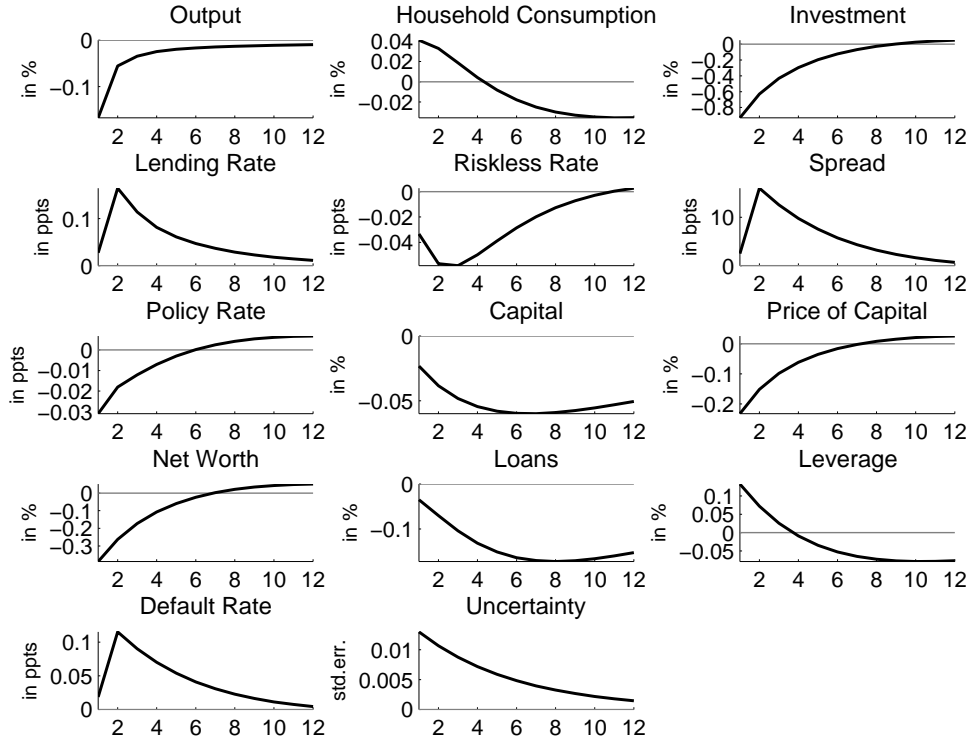 Output
Household Consumption
Investment
in %
0
−0.1
2 4 6 8 10 12
in %
0.04
0.02
0
−0.02
2 4 6 8 10 12
in %
0
−0.2
−0.4
−0.6
−0.8
2 4 6 8 10 12
Lending Rate
Riskless Rate
Spread
in ppts
0.1
0
2 4 6 8 10 12
in ppts
0
−0.02
−0.04
2 4 6 8 10 12
in bpts
10
0
2 4 6 8 10 12
Policy Rate
Capital
Price of Capital
in ppts
0
−0.01
−0.02
−0.03
2 4 6 8 10 12
in %
0
−0.05
2 4 6 8 10 12
in %
0
−0.1
−0.2
2 4 6 8 10 12
Net Worth
Loans
Leverage
in %
0
−0.1
−0.2
−0.3
2 4 6 8 10 12
in %
0
−0.1
2 4 6 8 10 12
in %
0.1
0.05
0
−0.05
2 4 6 8 10 12
Default Rate
Uncertainty
in ppts
0.1
0.05
0
2 4 6 8 10 12
std.err.
0.01
0.005
0
2 4 6 8 10 12